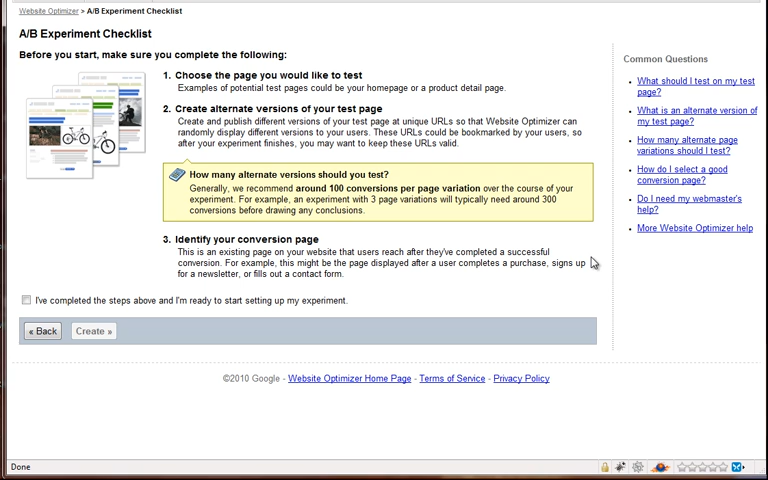 Website Optimizer > A/B Experiment Checklist
A/B Experiment Checklist
Before you start, make sure you complete the following:
1. Choose the page you would like to test
Examples of potential test pages could be your homepage or a product detail page.
2. Create alternate versions of your test page
Create and publish different versions of your test page at unique URLs so that Website Optimizer can
randomly display different versions to your users. These URLs could be bookmarked by your users, so
after your experiment finishes, you may want to keep these URLs valid.
How many alternate versions should you test?
Generally, we recommend around 100 conversions per page variation over the course of your
experiment. For example, an experiment with 3 page variations will typically need around 300
conversions before drawing any conclusions.
3. Identify your conversion page
This is an existing page on your website that users reach after they've completed a successful
conversion. For example, this might be the page displayed after a user completes a purchase, signs up
for a newsletter, or fills out a contact form.
I've completed the steps above and I'm ready to start setting up my experiment.
« Back
Create »
Common Questions
What should I test on my test
page?
What is an alternate version of
my test page?
How many alternate page
variations should I test?
How do I select a good
conversion page?
Do I need my webmaster's
help?
More Website Optimizer help
©2010 Google - Website Optimizer Home Page - Terms of Service - Privacy Policy
Done